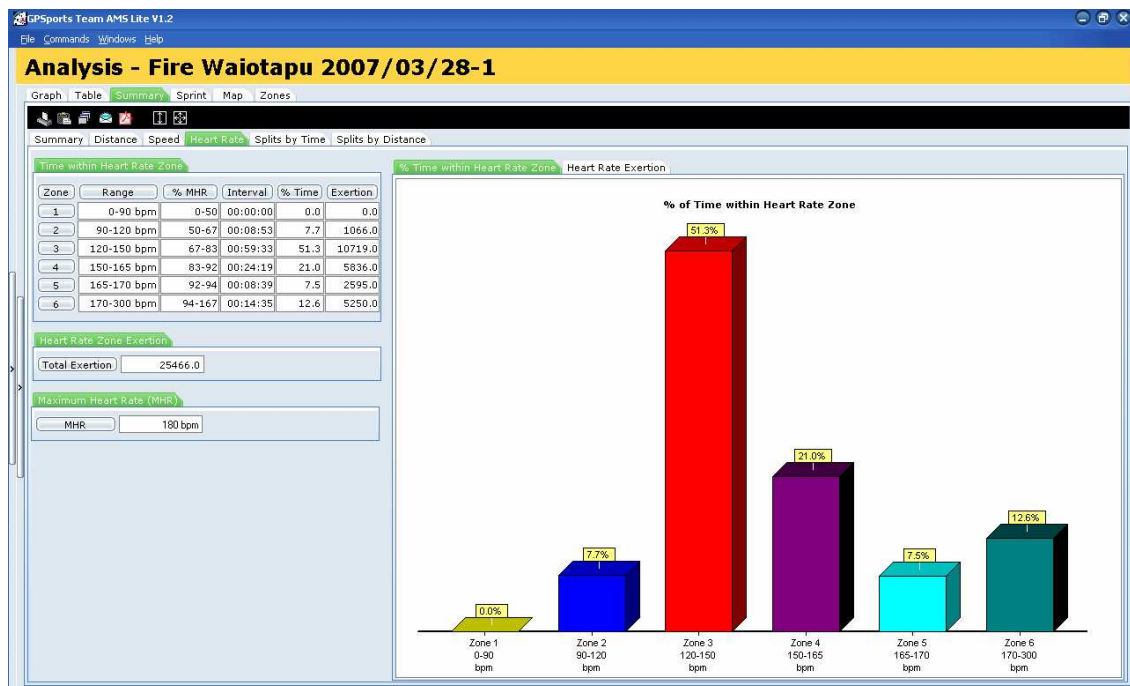 GPSports Team AMS Lite V1.2
File Commands Windows Help
Analysis - Fire Waiotapu 2007/03/28-1
Graph Table Summary Sprint Map Zones
Summary Distance Speed Heart Rate Splits by Time Splits by Distance
Time within Heart Rate Zone
Zone Range % MHR Interval % Time Exertion
1 0-90 bpm 0-50 00:00:00 0.0 0.0
2 90-120 bpm 50-67 00:08:53 7.7 1066.0
3 120-150 bpm 67-83 00:59:33 51.3 10719.0
4 150-165 bpm 83-92 00:24:19 21.0 5836.0
5 165-170 bpm 92-94 00:08:39 7.5 2595.0
6 170-300 bpm 94-167 00:14:35 12.6 5250.0
Heart Rate Zone Exertion
Total Exertion 25466.0
Maximum Heart Rate (MHR)
MHR 180 bpm
% Time within Heart Rate Zone Heart Rate Exertion
% of Time within Heart Rate Zone
51.3%
21.0%
12.6%
7.7%
7.5%
0.0%
Zone 1 Zone 2 Zone 3 Zone 4 Zone 5 Zone 6
0-90 90-120 120-150 150-165 165-170 170-300
bpm bpm bpm bpm bpm bpm